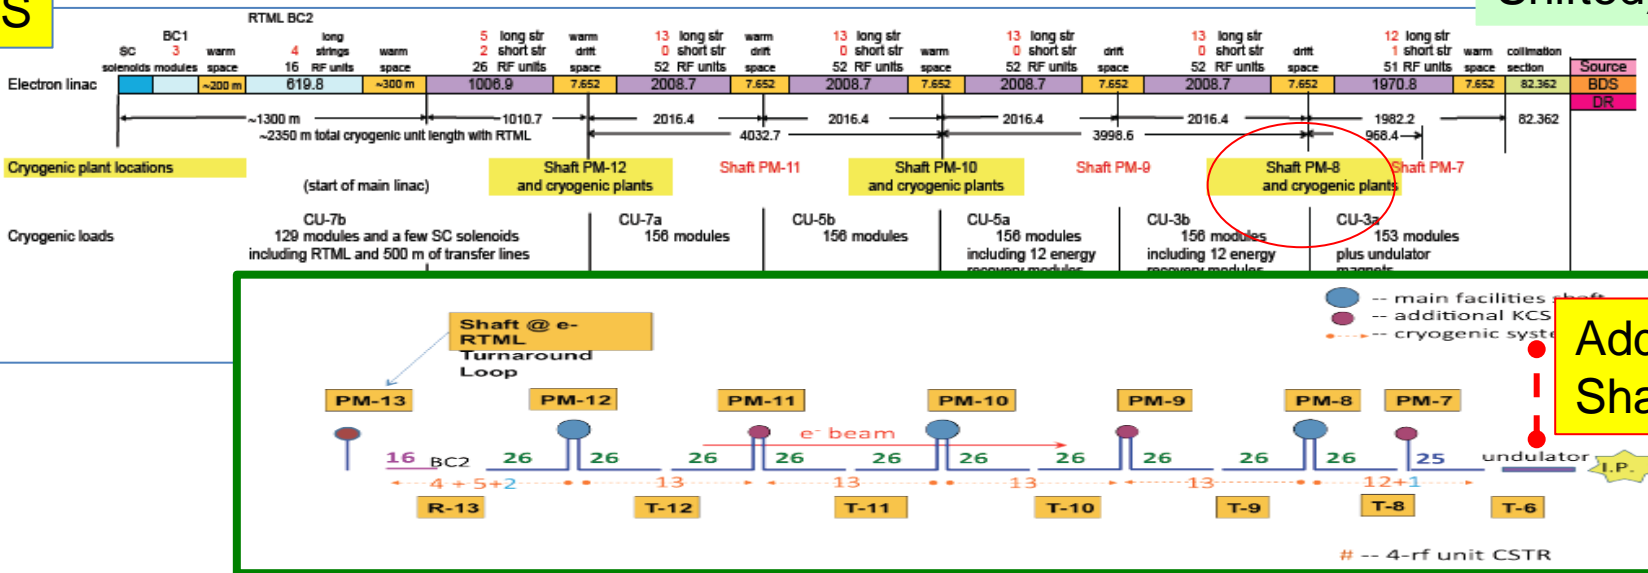 S
Shifted,
RTML BC2
BC1
SC 3 warm
solenoids modules space
long
4 strings warm
16 RF units space
5 long str warm
2 short str drift
26 RF units space
13 long str warm
0 short str drift
52 RF units space
13 long str
0 short str warm
52 RF units space
13 long str
0 short str drift
52 RF units space
13 long str
0 short str drift
52 RF units space
12 long str
1 short str warm collimation
51 RF units space section
Electron linac ~200 m 619.8 ~300 m 1006.9 7.652 2008.7 7.652 2008.7 7.652 2008.7 7.652 2008.7 7.652 1970.8 7.652 82.362
Source
BDS
DR
~1300 m 1010.7 2016.4 2016.4 2016.4 2016.4 1982.2 82.362
~2350 m total cryogenic unit length with RTML 4032.7 3998.6 968.4
Cryogenic plant locations
(start of main linac)
Shaft PM-12
and cryogenic plants
Shaft PM-11
Shaft PM-10
and cryogenic plants
Shaft PM-9
Shaft PM-8
and cryogenic plants
Shaft PM-7
Cryogenic loads
CU-7b
129 modules and a few SC solenoids
including RTML and 500 m of transfer lines
CU-7a
156 modules
CU-5b
156 modules
CU-5a
156 modules
including 12 energy
recovery modules
CU-3b
156 modules
including 12 energy
recovery modules
CU-3a
153 modules
plus undulator
magnets
-- main facilities shaft
-- additional KCS
-- cryogenic syste
Add
Sha
Shaft @ e-
RTML
Turnaround
Loop
PM-13 PM-12 PM-11 PM-10 PM-9 PM-8 PM-7
e- beam
16 BC2 26 26 26 26 26 26 26 26 26 26 25 undulator
I.P.
4 + 5+2 13 13 13 13 12+1
R-13 T-12 T-11 T-10 T-9 T-8 T-6
# -- 4-rf unit CSTR